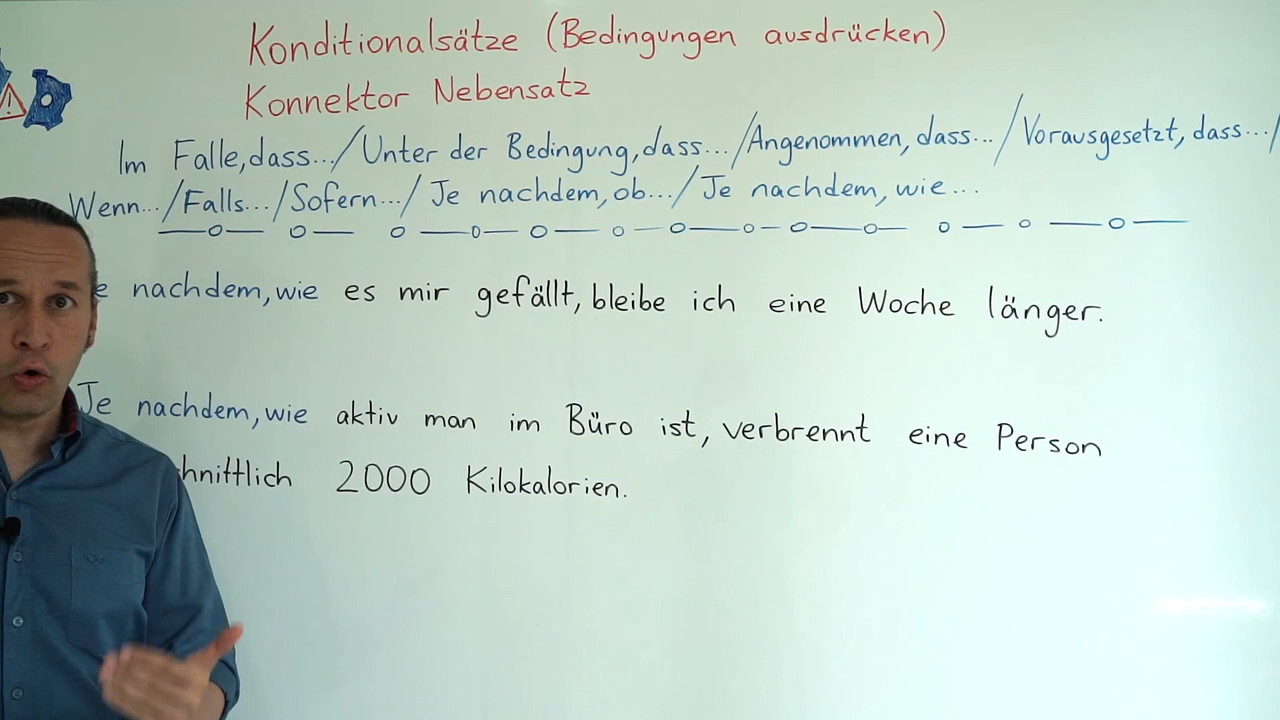 Konditionalsätze (Bedingungen ausdrücken)
Konnektor Nebensatz
Im Falle, dass.../Unter der Bedingung, dass.../Angenommen, dass.../Vorausgesetzt, dass.../
Wenn.../Falls.../Sofern.../Je nachdem, ob.../Je nachdem, wie...
e nachdem, wie es mir gefällt, bleibe ich eine Woche länger.
Je nachdem, wie aktiv man im Büro ist, verbrennt eine Person
hnittlich 2000 Kilokalorien.